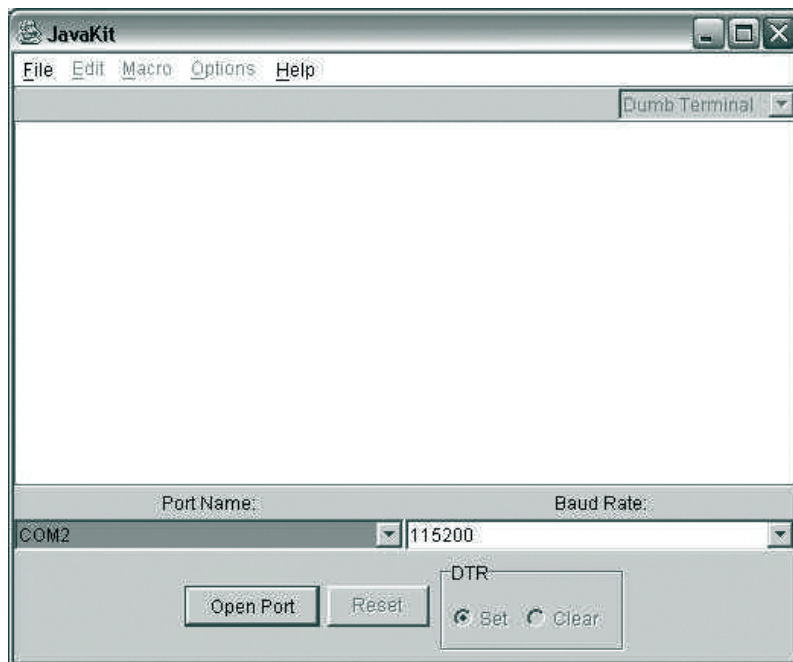 JavaKit
File Edit Macro Options Help
Dumb Terminal
Port Name: Baud Rate:
COM2 115200
DTR
Open Port Reset Set Clear